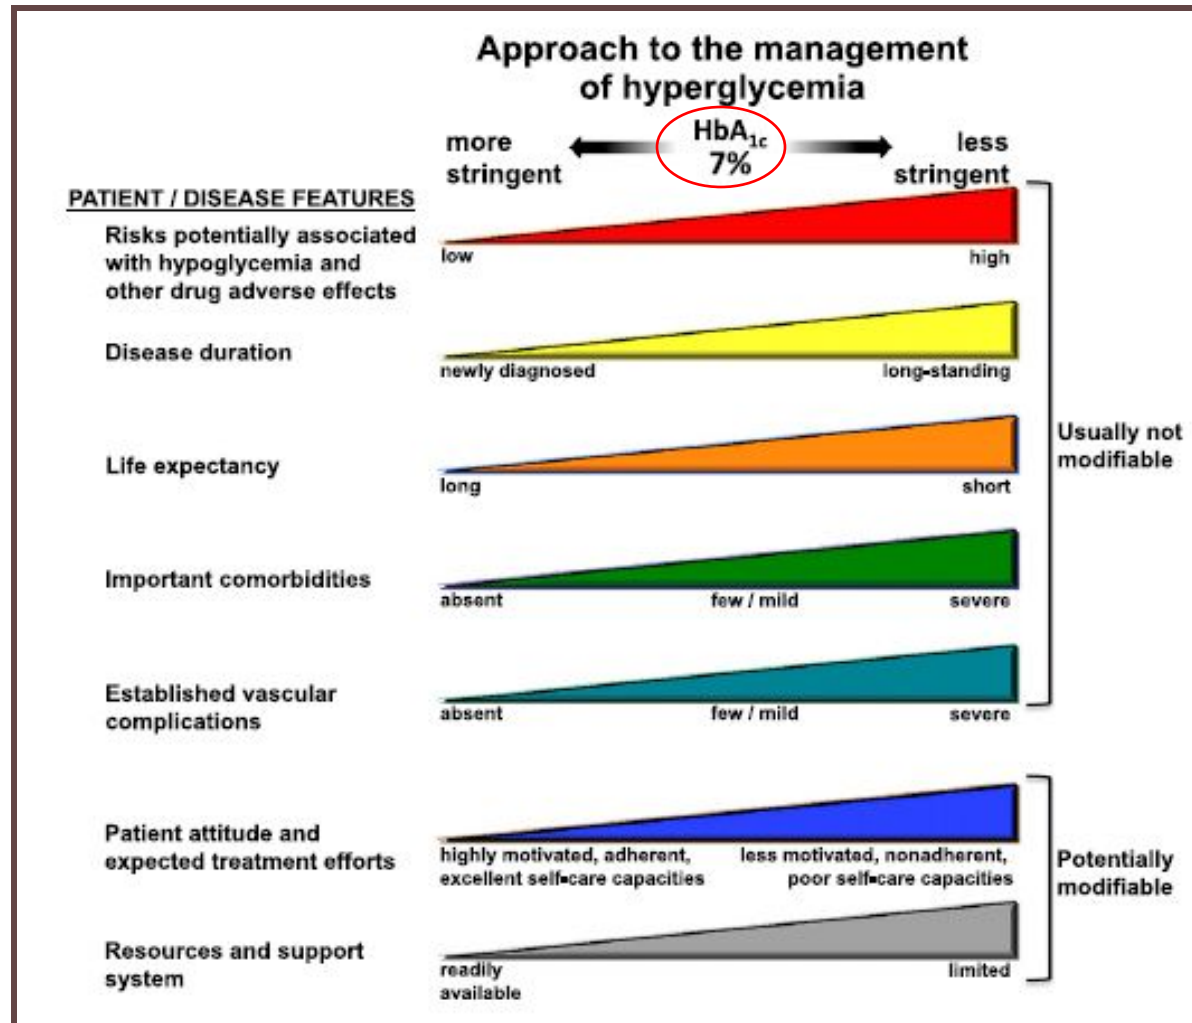 Approach to the management
of hyperglycemia
more
stringent
HbA1c
7%
less
stringent
PATIENT / DISEASE FEATURES
Risks potentially associated
with hypoglycemia and
other drug adverse effects
low
high
Disease duration
newly diagnosed
long-standing
Life expectancy
long
short
Usually not
modifiable
Important comorbidities
absent
few / mild
severe
Established vascular
complications
absent
few / mild
severe
Patient attitude and
expected treatment efforts
highly motivated, adherent,
excellent self-care capacities
less motivated, nonadherent,
poor self-care capacities
Potentially
modifiable
Resources and support
system
readily
available
limited